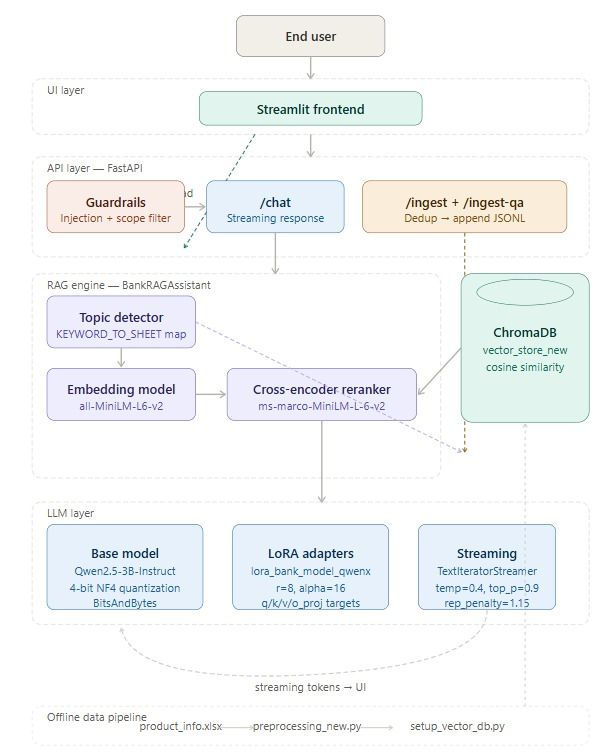 End user
UI layer
Streamlit frontend
API layer — FastAPI
Guardrails
Injection + scope filter
/chat
Streaming response
/ingest + /ingest-qa
Dedup → append JSONL
RAG engine — BankRAGAssistant
Topic detector
KEYWORD_TO_SHEET map
Embedding model
all-MiniLM-L6-v2
Cross-encoder reranker
ms-marco-MiniLM-L-6-v2
ChromaDB
vector_store_new
cosine similarity
LLM layer
Base model
Qwen2.5-3B-Instruct
4-bit NF4 quantization
BitsAndBytes
LoRA adapters
lora_bank_model_qwenx
r=8, alpha=16
q/k/v/o_proj targets
Streaming
TextIteratorStreamer
temp=0.4, top_p=0.9
rep_penalty=1.15
streaming tokens → UI
Offline data pipeline
product_info.xlsx
preprocessing_new.py
setup_vector_db.py